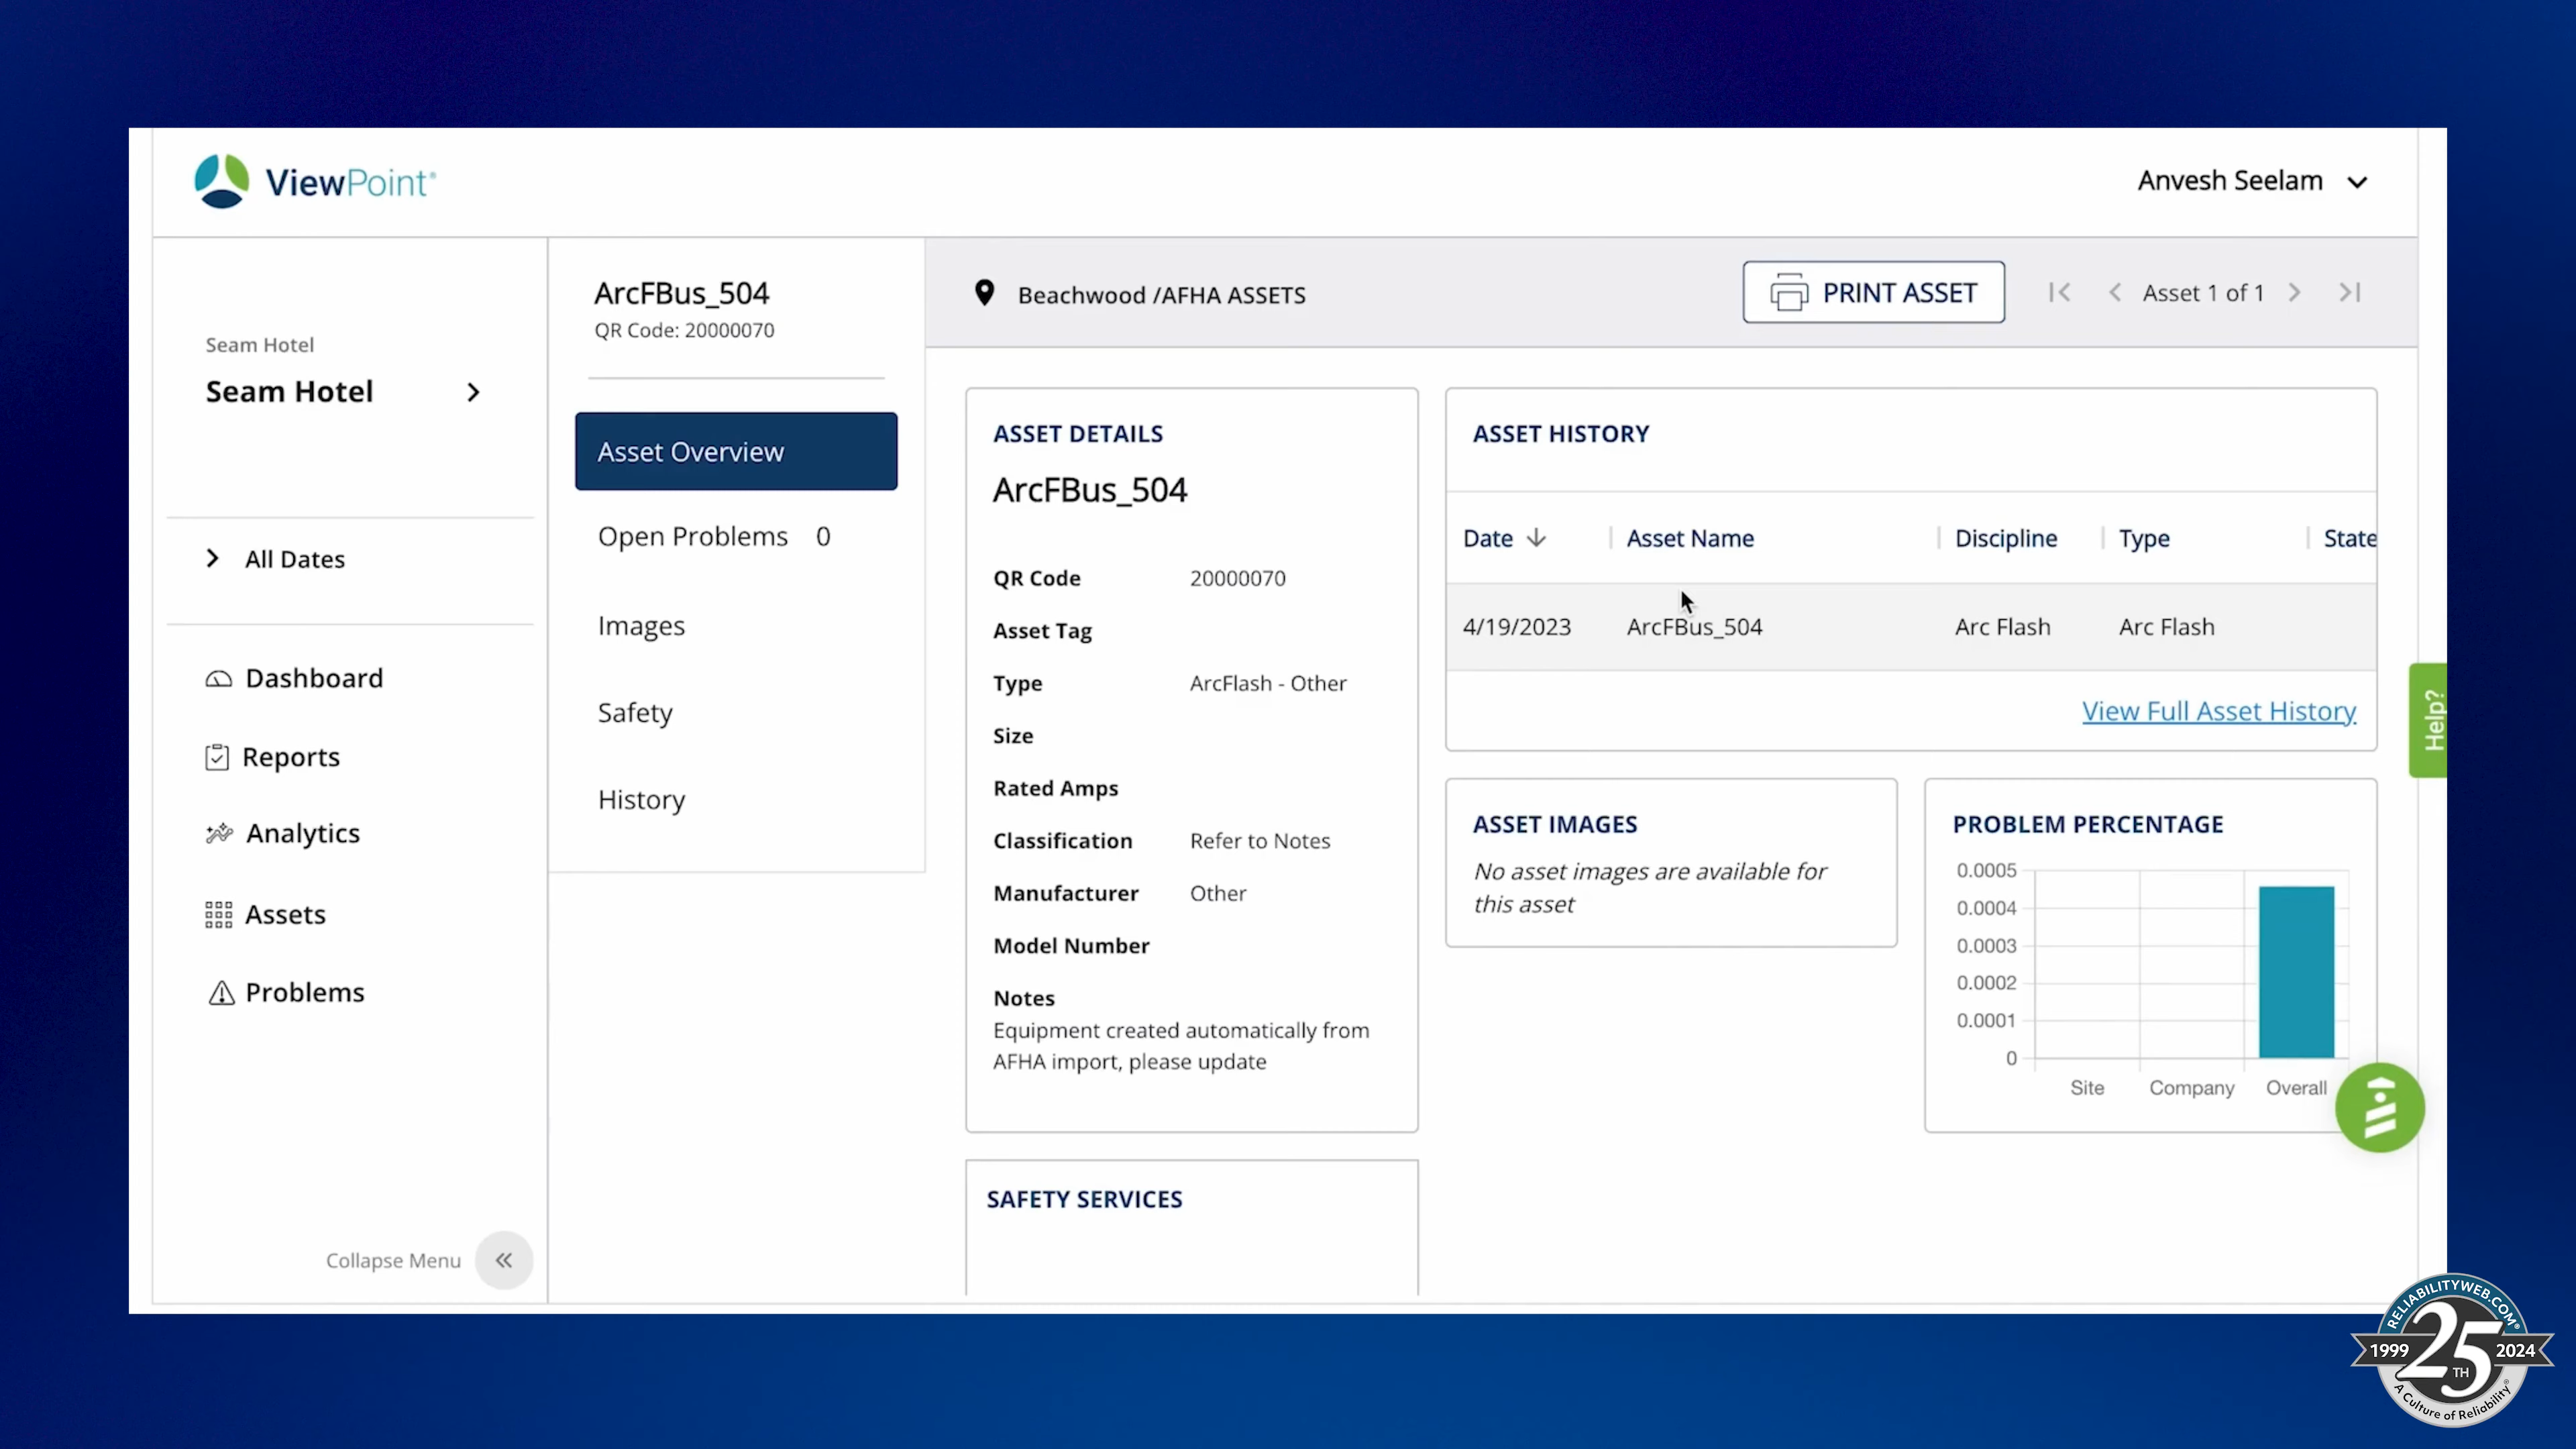 ViewPoint®
Anvesh Seelam
Seam Hotel
Seam Hotel
All Dates
Dashboard
Reports
Analytics
Assets
Problems
Collapse Menu
ArcFBus_504
QR Code: 20000070
Asset Overview
Open Problems 0
Images
Safety
History
Beachwood /AFHA ASSETS
PRINT ASSET
Asset 1 of 1
ASSET DETAILS
ArcFBus_504
QR Code 20000070
Asset Tag
Type ArcFlash - Other
Size
Rated Amps
Classification Refer to Notes
Manufacturer Other
Model Number
Notes
Equipment created automatically from
AFHA import, please update
SAFETY SERVICES
ASSET HISTORY
Date Asset Name Discipline Type State
4/19/2023 ArcFBus_504 Arc Flash Arc Flash
View Full Asset History
ASSET IMAGES
No asset images are available for
this asset
PROBLEM PERCENTAGE
0.0005
0.0004
0.0003
0.0002
0.0001
0
Site Company Overall
Help?
RELIABILITYWEB.COM®
1999 25TH 2024
A Culture of Reliability®